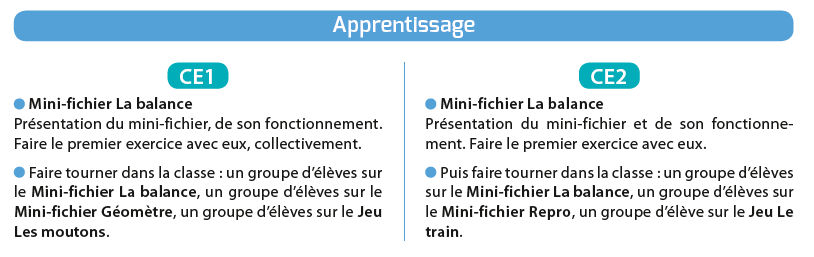 Apprentissage
CE1
● Mini-fichier La balance
Présentation du mini-fichier, de son fonctionnement.
Faire le premier exercice avec eux, collectivement.
● Faire tourner dans la classe : un groupe d'élèves sur
le Mini-fichier La balance, un groupe d'élèves sur le
Mini-fichier Géomètre, un groupe d'élèves sur le Jeu
Les moutons.
CE2
● Mini-fichier La balance
Présentation du mini-fichier et de son fonctionne-
ment. Faire le premier exercice avec eux.
● Puis faire tourner dans la classe : un groupe d'élèves
sur le Mini-fichier La balance, un groupe d'élèves sur
le Mini-fichier Repro, un groupe d'élève sur le Jeu Le
train.